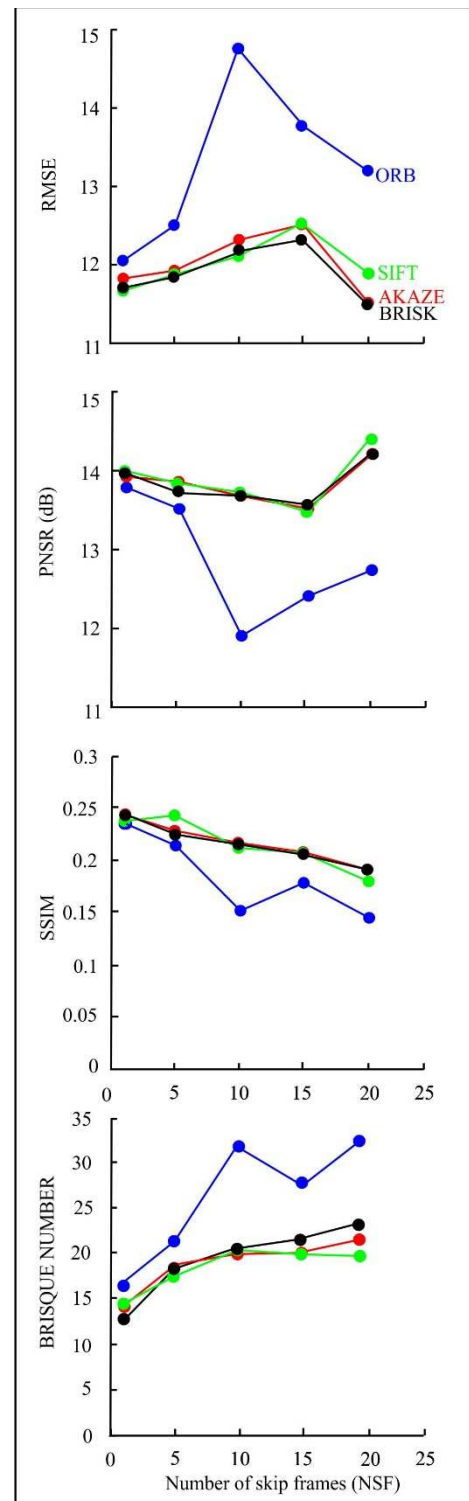 RMSE
15
14
13
12
11
ORB
SIFT
AKAZE
BRISK
PNSR (dB)
15
14
13
12
11
SSIM
0.3
0.25
0.2
0.15
0.1
0.05
0
0 5 10 15 20 25
BRISQUE NUMBER
35
30
25
20
15
10
5
0
0 5 10 15 20 25
Number of skip frames (NSF)